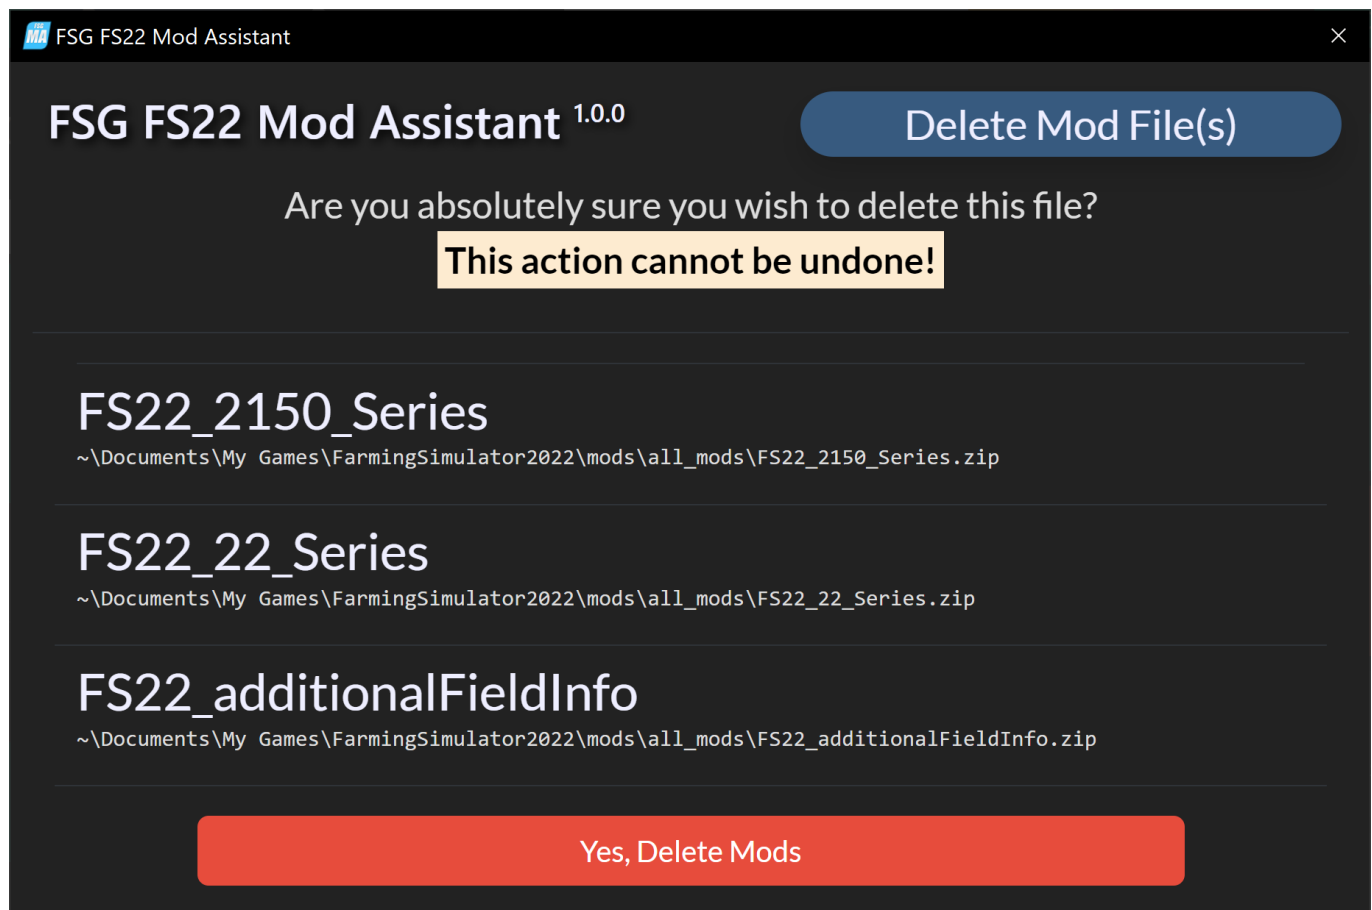 FSG MA FSG FS22 Mod Assistant
FSG FS22 Mod Assistant 1.0.0
Delete Mod File(s)
Are you absolutely sure you wish to delete this file?
This action cannot be undone!
FS22_2150_Series
~\Documents\My Games\FarmingSimulator2022\mods\all_mods\FS22_2150_Series.zip
FS22_22_Series
~\Documents\My Games\FarmingSimulator2022\mods\all_mods\FS22_22_Series.zip
FS22_additionalFieldInfo
~\Documents\My Games\FarmingSimulator2022\mods\all_mods\FS22_additionalFieldInfo.zip
Yes, Delete Mods